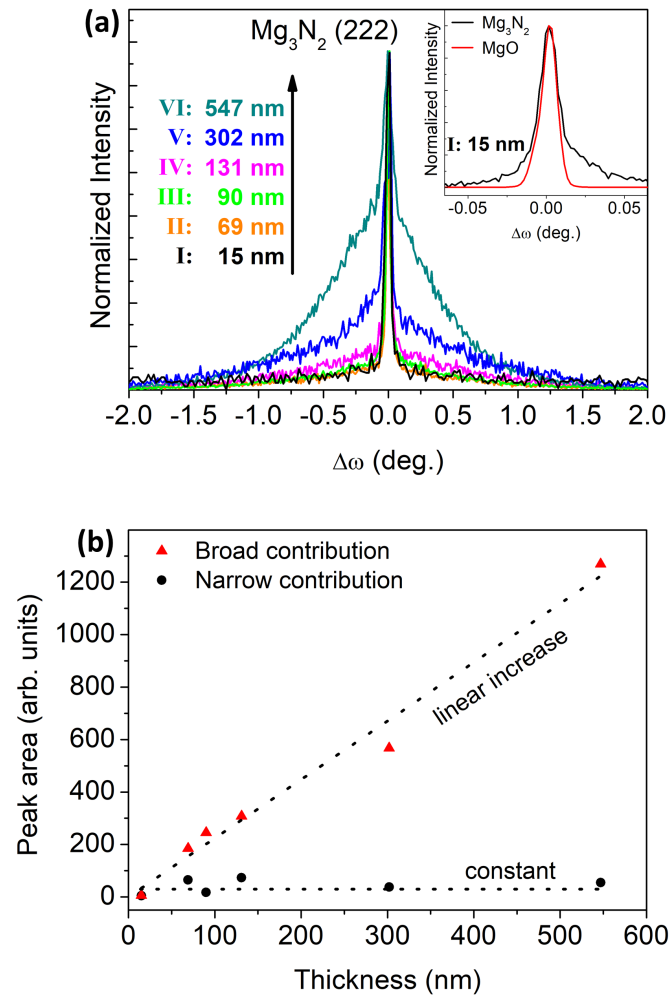 (a)
Mg₃N₂ (222)
VI: 547 nm
V: 302 nm
IV: 131 nm
III: 90 nm
II: 69 nm
I: 15 nm
Normalized Intensity
-2.0 -1.5 -1.0 -0.5 0.0 0.5 1.0 1.5 2.0
Δω (deg.)
Mg₃N₂
MgO
I: 15 nm
Normalized Intensity
-0.05 0.00 0.05
Δω (deg.)
(b)
Broad contribution
Narrow contribution
linear increase
constant
Peak area (arb. units)
1200
1000
800
600
400
200
0
0 100 200 300 400 500 600
Thickness (nm)